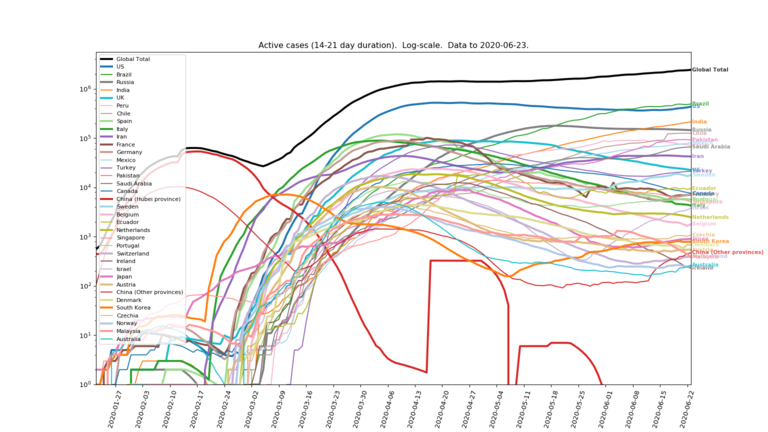 Active cases (14-21 day duration). Log-scale. Data to 2020-06-23.
Global Total
US
Brazil
Russia
India
UK
Peru
Chile
Spain
Italy
Iran
France
Germany
Mexico
Turkey
Pakistan
Saudi Arabia
Canada
China (Hubei province)
Sweden
Belgium
Ecuador
Netherlands
Singapore
Portugal
Switzerland
Ireland
Israel
Japan
Austria
China (Other provinces)
Denmark
South Korea
Czechia
Norway
Malaysia
Australia
10⁶
10⁵
10⁴
10³
10²
10¹
10⁰
Global Total
Brazil
India
Russia
Pakistan
Saudi Arabia
Iran
Turkey
Ecuador
Netherlands
Belgium
Czechia
South Korea
China (Other provinces)
Australia
Ireland
2020-01-27
2020-02-03
2020-02-10
2020-02-17
2020-02-24
2020-03-02
2020-03-09
2020-03-16
2020-03-23
2020-03-30
2020-04-06
2020-04-13
2020-04-20
2020-04-27
2020-05-04
2020-05-11
2020-05-18
2020-05-25
2020-06-01
2020-06-08
2020-06-15
2020-06-22